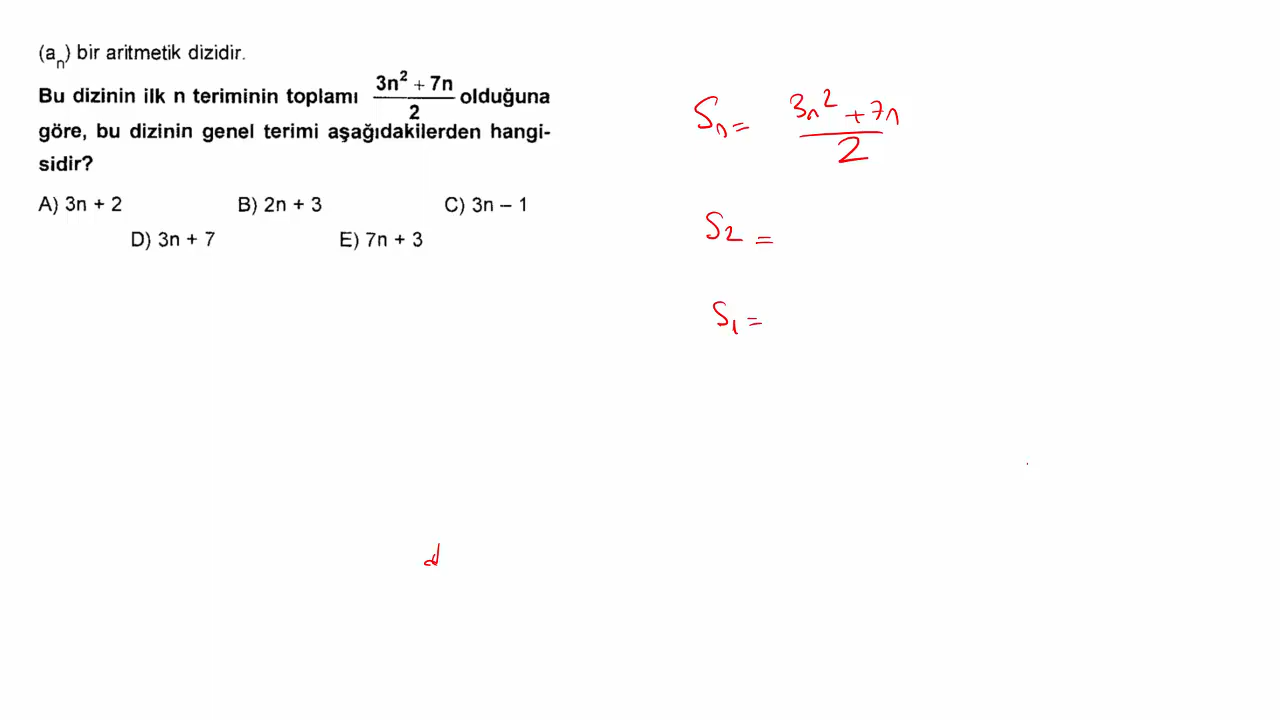 (aₙ) bir aritmetik dizidir.
Bu dizinin ilk n teriminin toplamı (3n² + 7n)/2 olduğuna
göre, bu dizinin genel terimi aşağıdakilerden hangi-
sidir?
A) 3n + 2 B) 2n + 3 C) 3n – 1
D) 3n + 7 E) 7n + 3
Sₙ = (3n² + 7n)/2
S₂ =
S₁ =
d